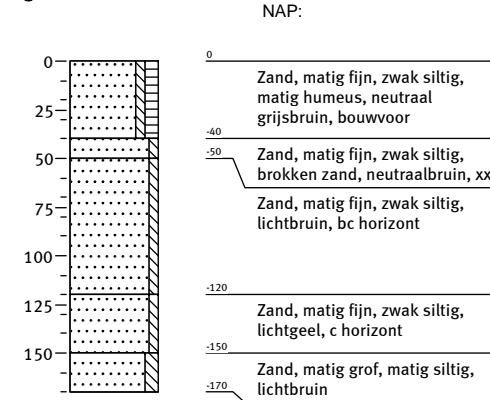 NAP:
0
25
50
75
100
125
150
0
Zand, matig fijn, zwak siltig,
matig humeus, neutraal
grijsbruin, bouwvoor
-40
Zand, matig fijn, zwak siltig,
-50
brokken zand, neutraalbruin, xx
Zand, matig fijn, zwak siltig,
lichtbruin, bc horizont
-120
Zand, matig fijn, zwak siltig,
lichtgeel, c horizont
-150
Zand, matig grof, matig siltig,
-170
lichtbruin